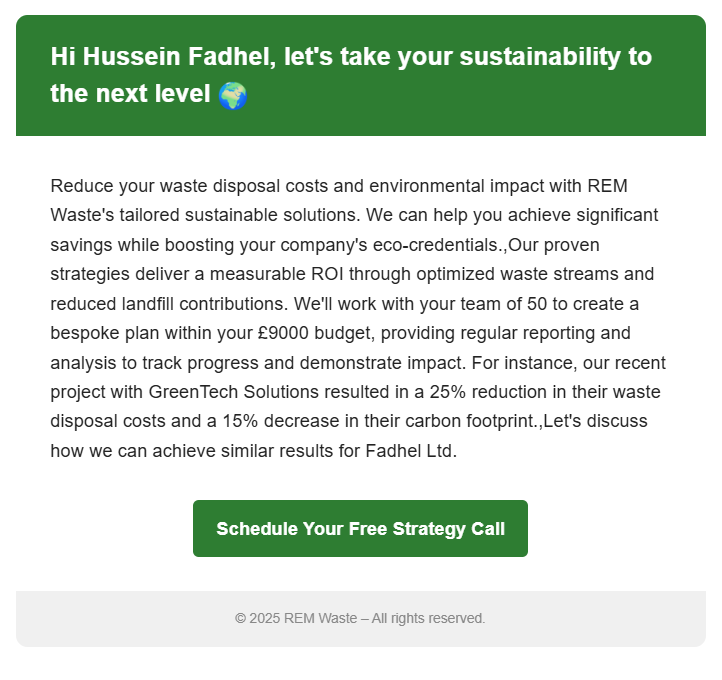 Hi Hussein Fadhel, let's take your sustainability to
the next level 🌍
Reduce your waste disposal costs and environmental impact with REM
Waste's tailored sustainable solutions. We can help you achieve significant
savings while boosting your company's eco-credentials.,Our proven
strategies deliver a measurable ROI through optimized waste streams and
reduced landfill contributions. We'll work with your team of 50 to create a
bespoke plan within your £9000 budget, providing regular reporting and
analysis to track progress and demonstrate impact. For instance, our recent
project with GreenTech Solutions resulted in a 25% reduction in their waste
disposal costs and a 15% decrease in their carbon footprint.,Let's discuss
how we can achieve similar results for Fadhel Ltd.
Schedule Your Free Strategy Call
© 2025 REM Waste – All rights reserved.